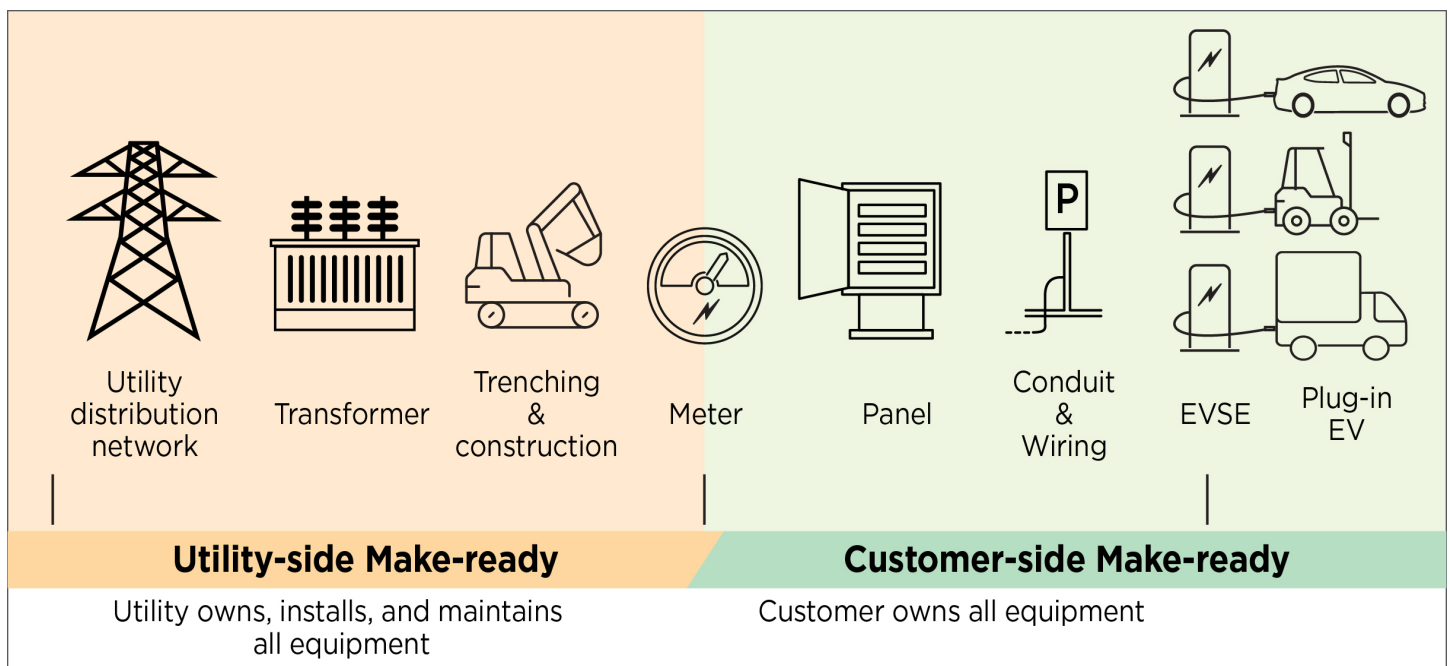 Utility
distribution
network
Transformer
Trenching
&
construction
Meter
Panel
P
Conduit
&
Wiring
EVSE
Plug-in
EV
Utility-side Make-ready
Customer-side Make-ready
Utility owns, installs, and maintains
all equipment
Customer owns all equipment